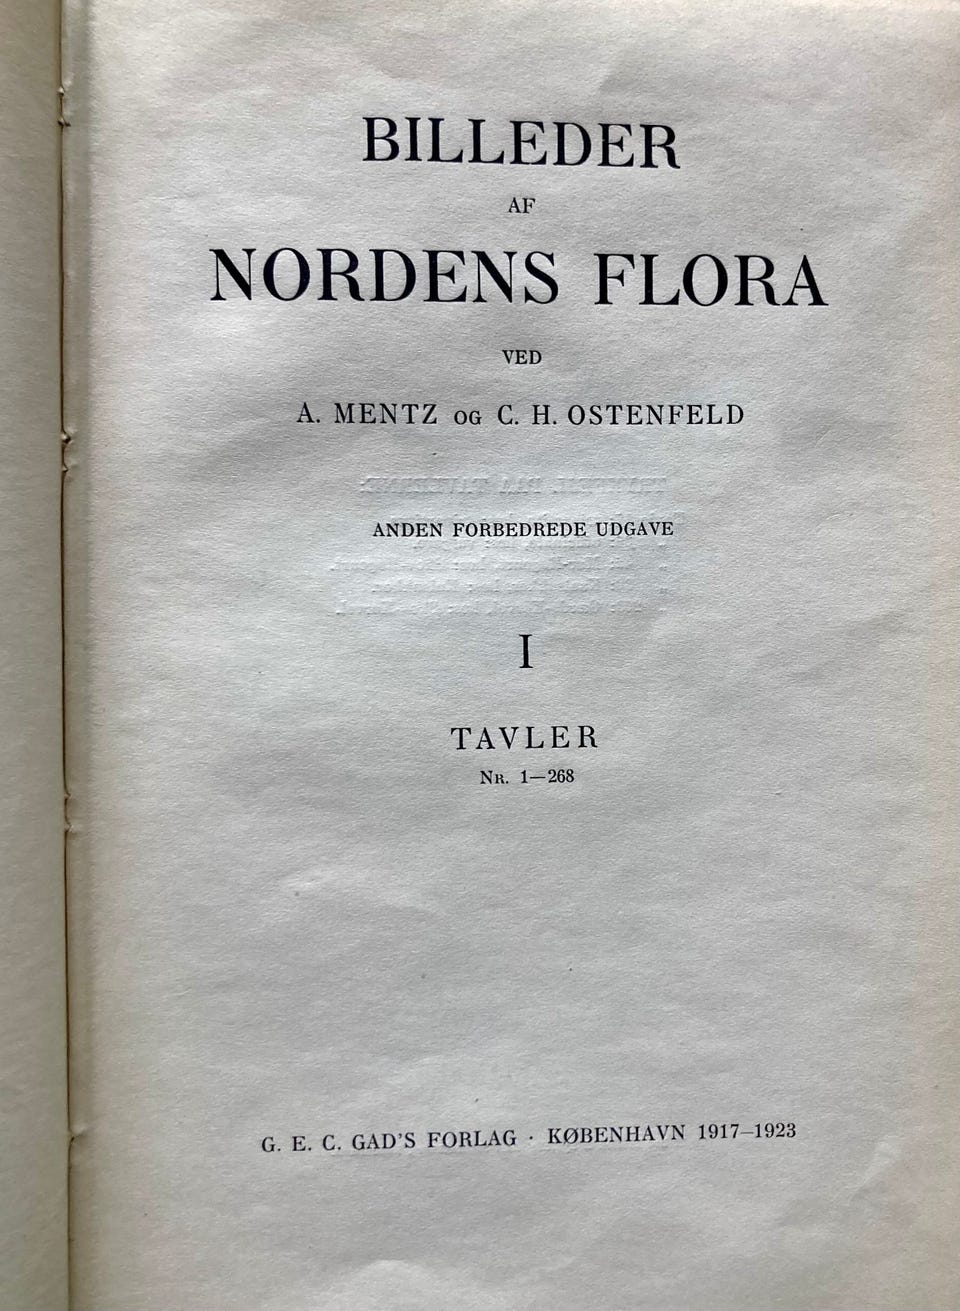 BILLEDER
AF
NORDENS FLORA
VED
A. MENTZ OG C. H. OSTENFELD
ANDEN FORBEDREDE UDGAVE
I
TAVLER
NR. 1—268
G. E. C. GAD'S FORLAG · KØBENHAVN 1917–1923